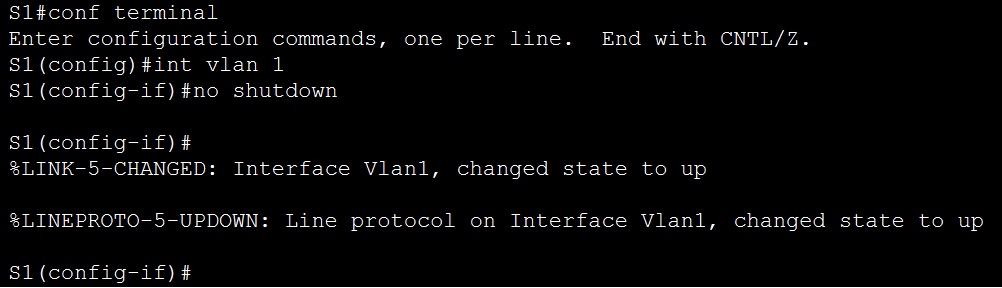 S1#conf terminal
Enter configuration commands, one per line.  End with CNTL/Z.
S1(config)#int vlan 1
S1(config-if)#no shutdown
S1(config-if)#
%LINK-5-CHANGED: Interface Vlan1, changed state to up
%LINEPROTO-5-UPDOWN: Line protocol on Interface Vlan1, changed state to up
S1(config-if)#